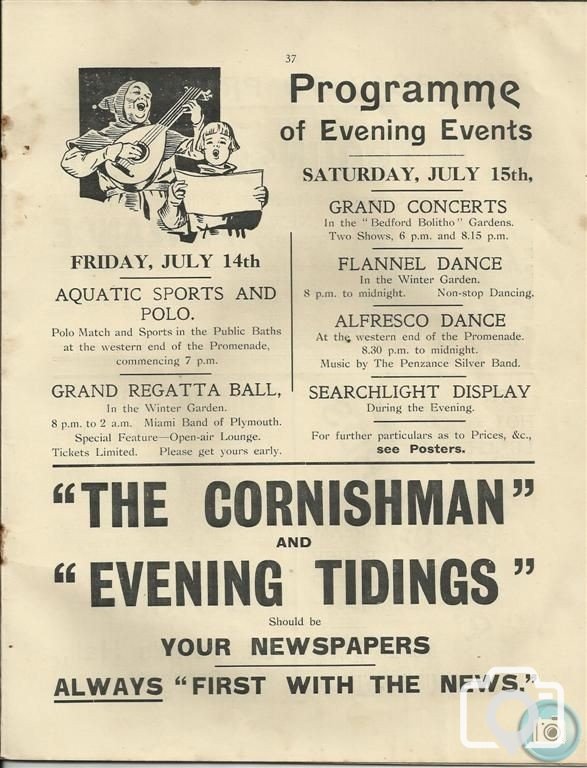 37
Programme
of Evening Events
FRIDAY, JULY 14th
AQUATIC SPORTS AND
POLO.
Polo Match and Sports in the Public Baths
at the western end of the Promenade,
commencing 7 p.m.
GRAND REGATTA BALL,
In the Winter Garden.
8 p.m. to 2 a.m. Miami Band of Plymouth.
Special Feature—Open-air Lounge.
Tickets Limited. Please get yours early.
SATURDAY, JULY 15th,
GRAND CONCERTS
In the "Bedford Bolitho" Gardens.
Two Shows, 6 p.m. and 8.15 p.m.
FLANNEL DANCE
In the Winter Garden.
8 p.m. to midnight. Non-stop Dancing.
ALFRESCO DANCE
At the western end of the Promenade.
8.30 p.m. to midnight.
Music by The Penzance Silver Band.
SEARCHLIGHT DISPLAY
During the Evening.
For further particulars as to Prices, &c.,
see Posters.
"THE CORNISHMAN"
AND
"EVENING TIDINGS"
Should be
YOUR NEWSPAPERS
ALWAYS "FIRST WITH THE NEWS."